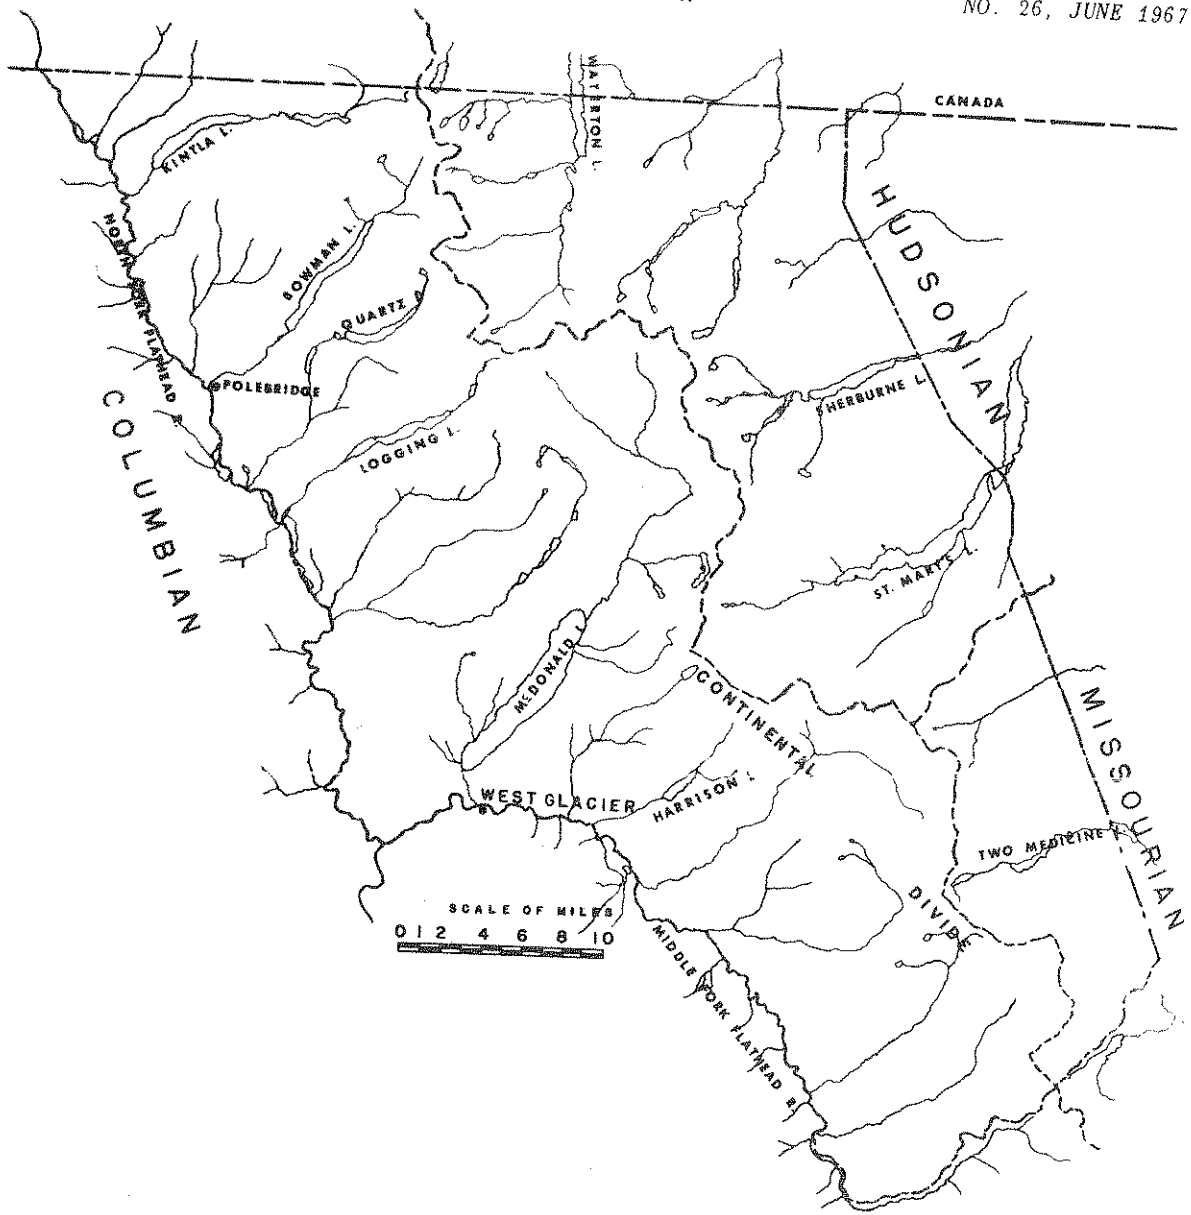 NO. 26, JUNE 1967
CANADA
WATERTON L.
KINTLA L.
HUDSONIAN
NORTH FORK FLATHEAD R.
BOWMAN L.
QUARTZ
POLEBRIDGE
COLUMBIAN
SHERBURNE L.
LOGGING L.
ST. MARY'S L.
MCDONALD L.
CONTINENTAL
MISSOURIAN
WEST GLACIER
HARRISON L.
TWO MEDICINE L.
DIVIDE
SCALE OF MILES
0 1 2 4 6 8 10
MIDDLE FORK FLATHEAD R.